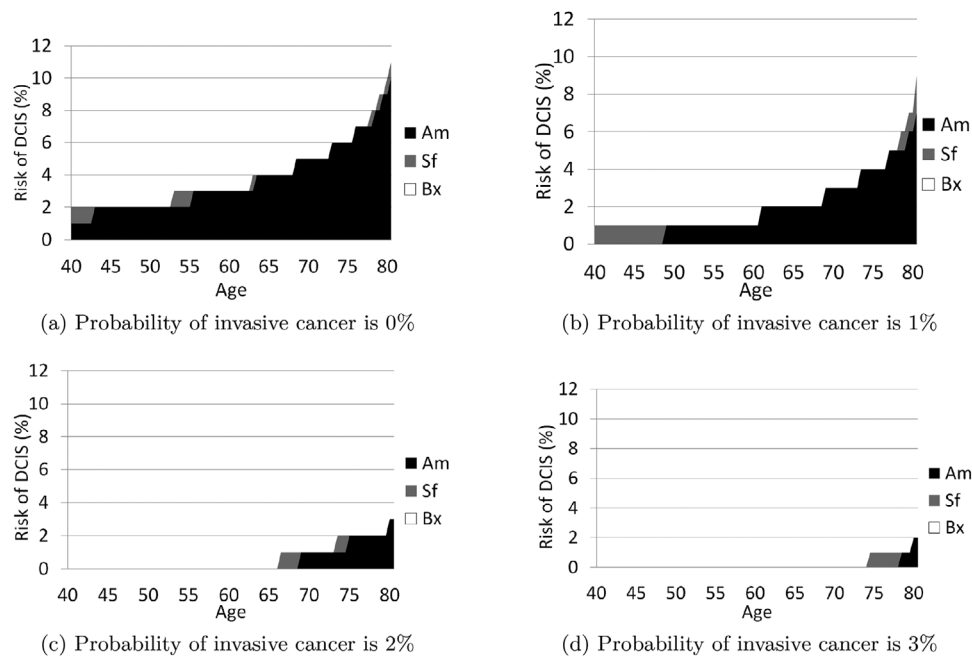 12
10
8
6
4
2
0
Risk of DCIS (%)
40 45 50 55 60 65 70 75 80
Age
Am
Sf
Bx
(a) Probability of invasive cancer is 0%
12
10
8
6
4
2
0
Risk of DCIS (%)
40 45 50 55 60 65 70 75 80
Age
Am
Sf
Bx
(b) Probability of invasive cancer is 1%
12
10
8
6
4
2
0
Risk of DCIS (%)
40 45 50 55 60 65 70 75 80
Age
Am
Sf
Bx
(c) Probability of invasive cancer is 2%
12
10
8
6
4
2
0
Risk of DCIS (%)
40 45 50 55 60 65 70 75 80
Age
Am
Sf
Bx
(d) Probability of invasive cancer is 3%